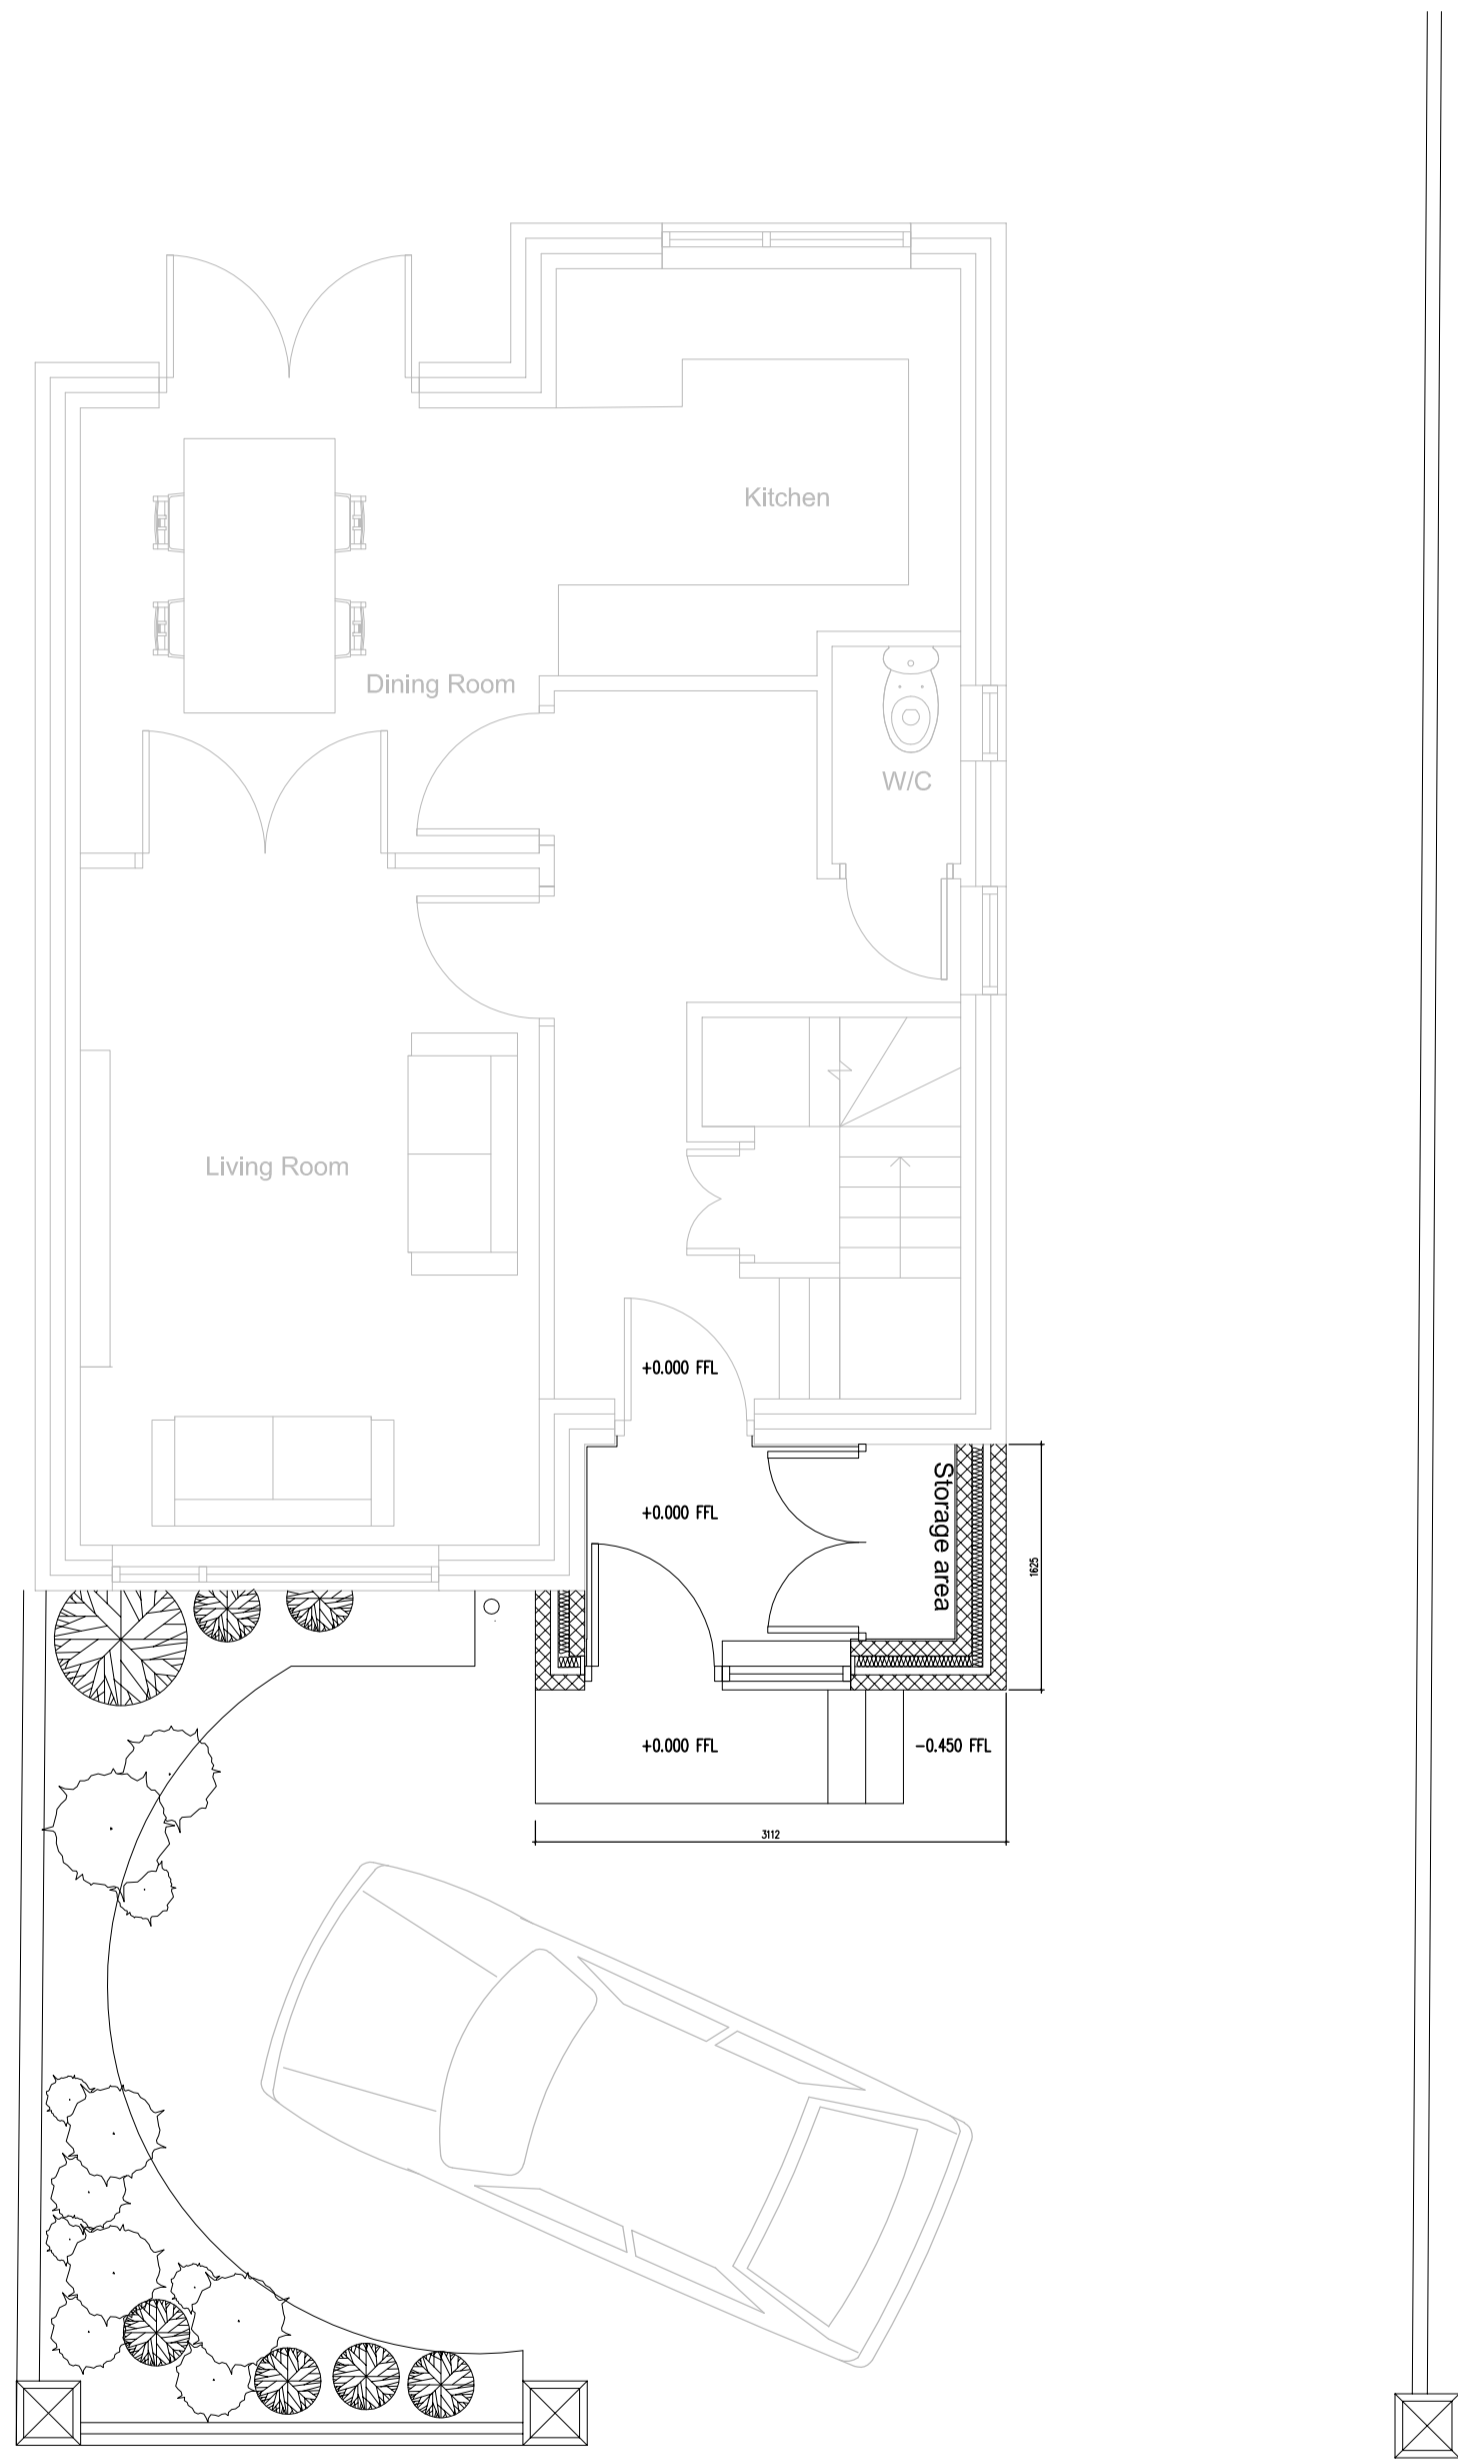 Kitchen
Dining Room
W/C
Living Room
+0.000 FFL
Storage area
+0.000 FFL
1625
+0.000 FFL
-0.450 FFL
3112